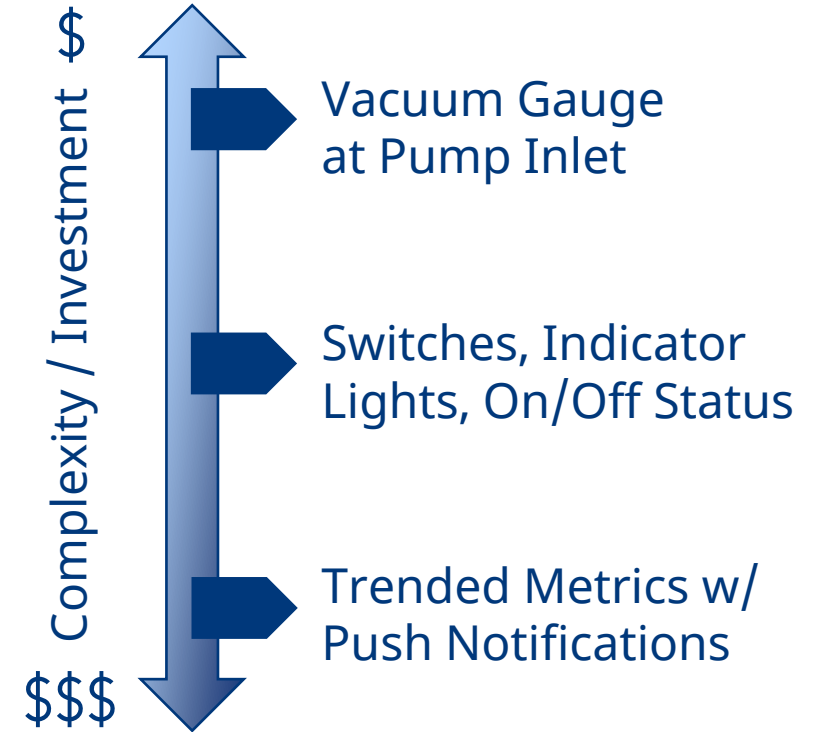 $
Complexity / Investment
$$$
Vacuum Gauge
at Pump Inlet
Switches, Indicator
Lights, On/Off Status
Trended Metrics w/
Push Notifications